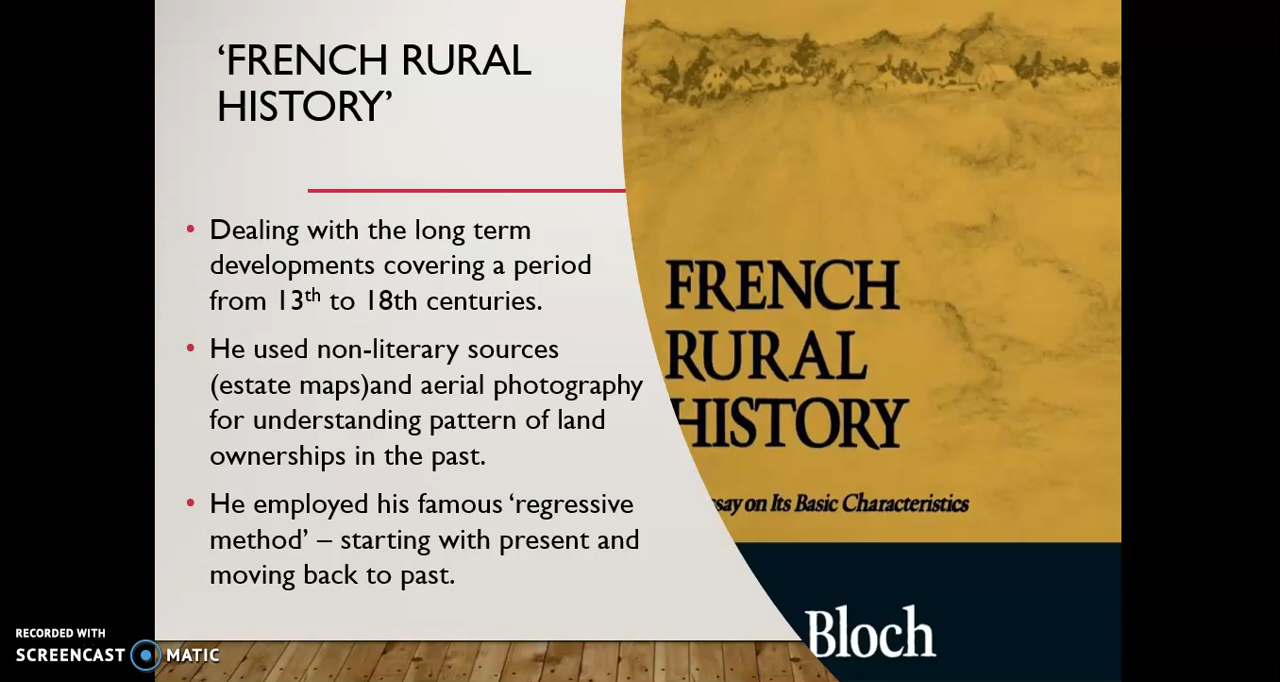 ‘FRENCH RURAL
HISTORY’
• Dealing with the long term
developments covering a period
from 13th to 18th centuries.
• He used non-literary sources
(estate maps)and aerial photography
for understanding pattern of land
ownerships in the past.
• He employed his famous ‘regressive
method’ – starting with present and
moving back to past.
FRENCH
RURAL
HISTORY
say on Its Basic Characteristics
Bloch
RECORDED WITH
SCREENCAST MATIC